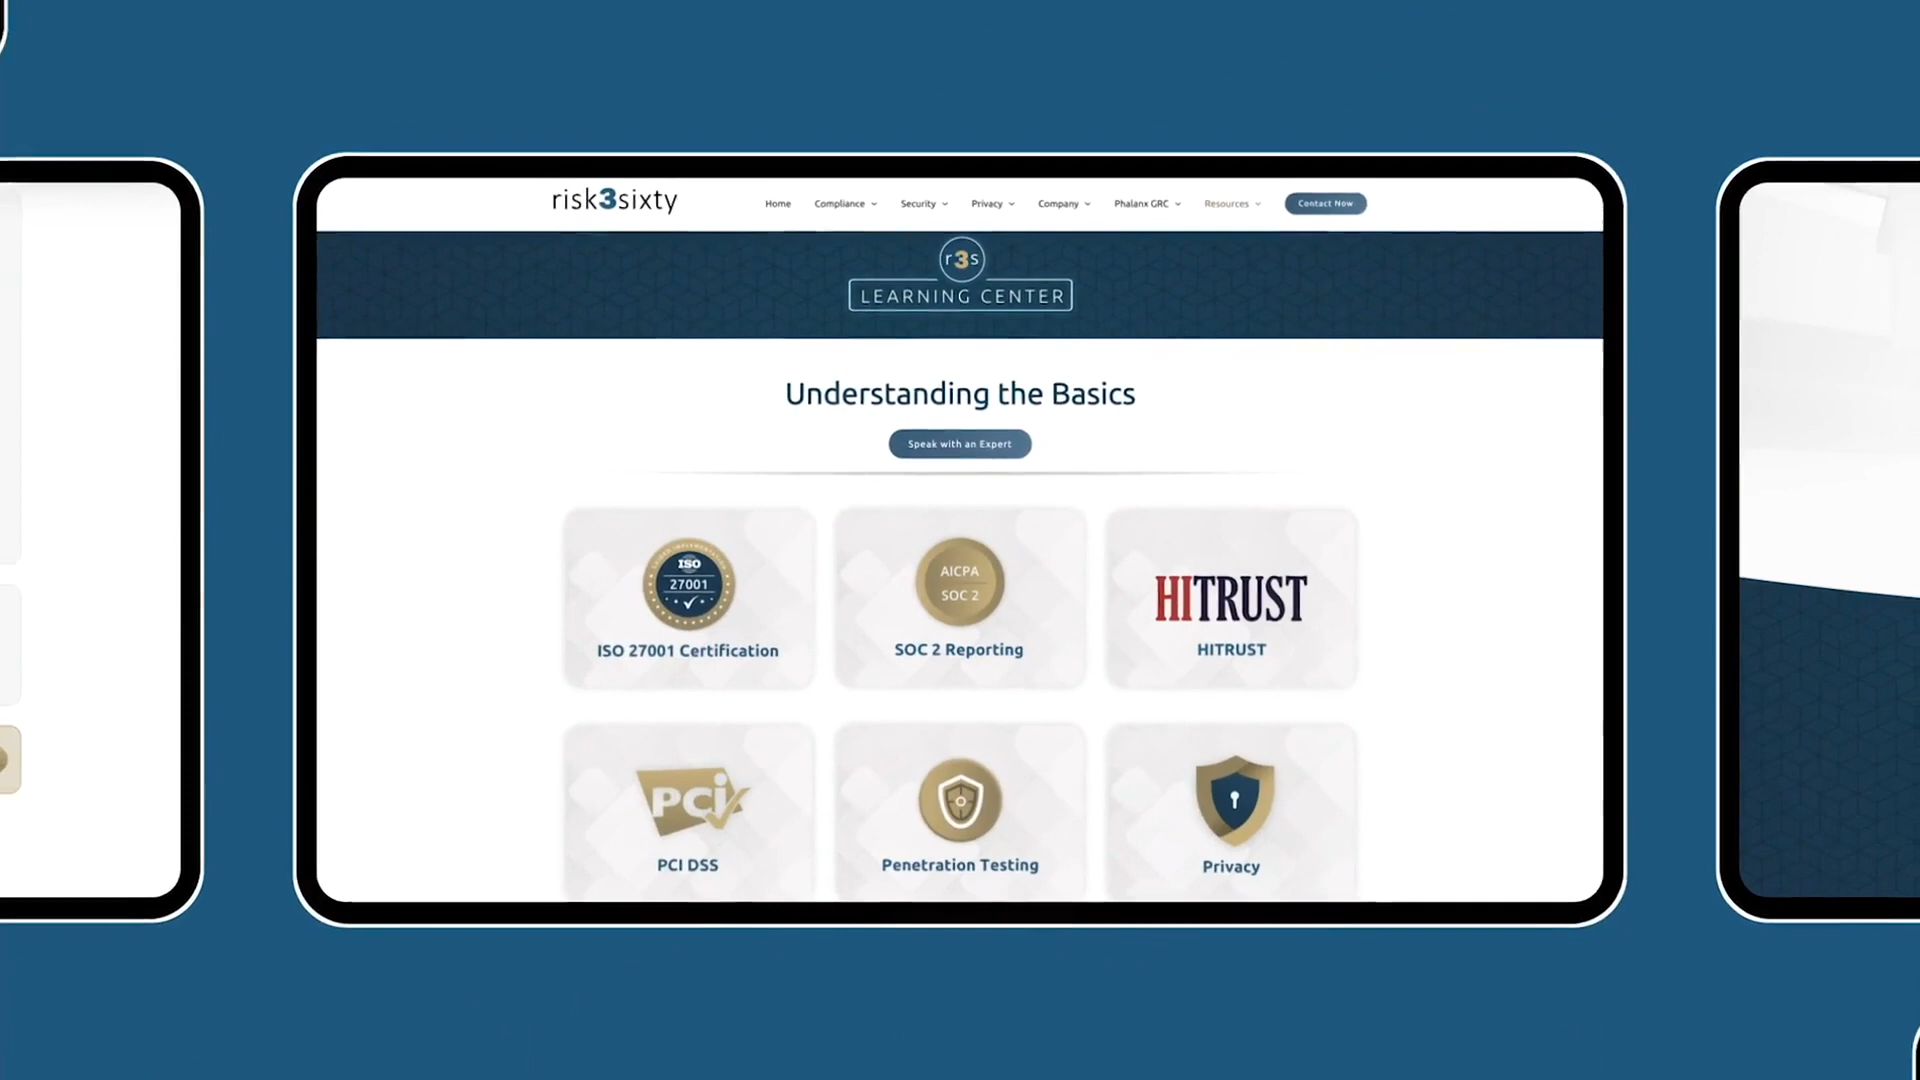 risk3sixty
Home Compliance Security Privacy Company Phalanx GRC Resources Contact Now
r3s
LEARNING CENTER
Understanding the Basics
Speak with an Expert
ISO
27001
ISO 27001 Certification
AICPA
SOC 2
SOC 2 Reporting
HITRUST
HITRUST
PCi
PCI DSS
Penetration Testing
Privacy